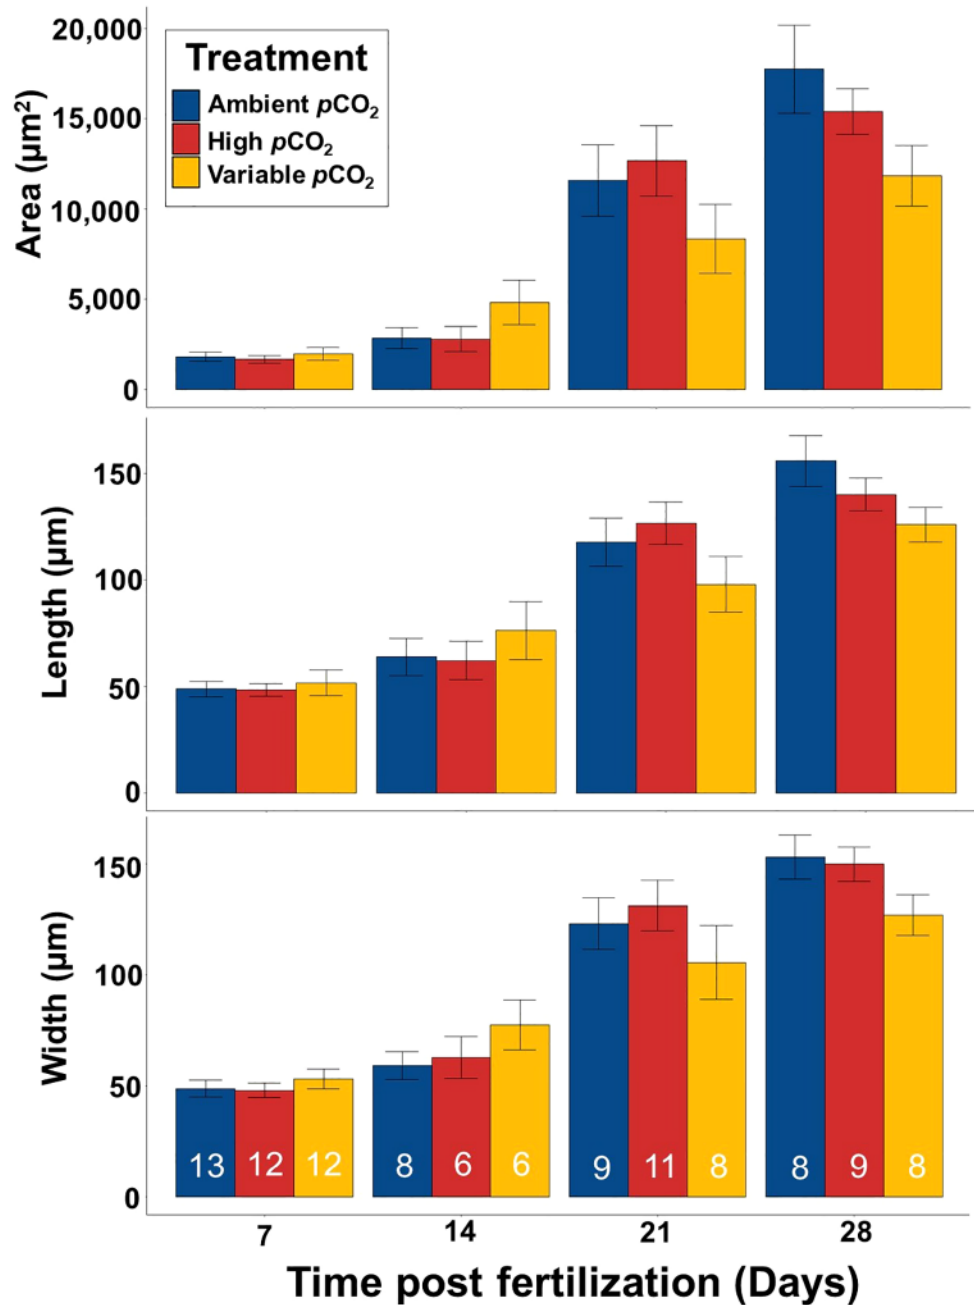 20,000
15,000
10,000
5,000
0
Area (µm²)
Treatment
Ambient pCO₂
High pCO₂
Variable pCO₂
150
100
50
0
Length (µm)
150
100
50
0
Width (µm)
13 12 12 8 6 6 9 11 8 8 9 8
7 14 21 28
Time post fertilization (Days)